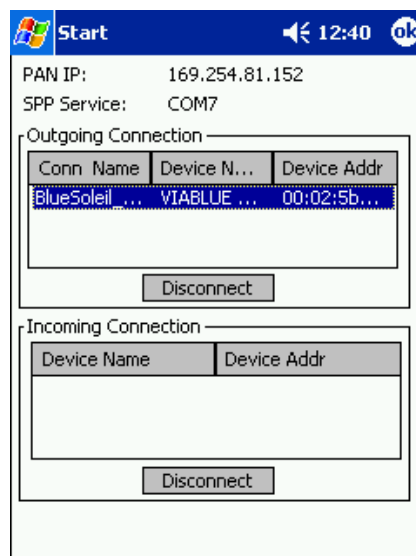 Start 12:40 ok
PAN IP: 169.254.81.152
SPP Service: COM7
Outgoing Connection
Conn Name Device N... Device Addr
BlueSoleil_... VIABLUE ... 00:02:5b...
Disconnect
Incoming Connection
Device Name Device Addr
Disconnect